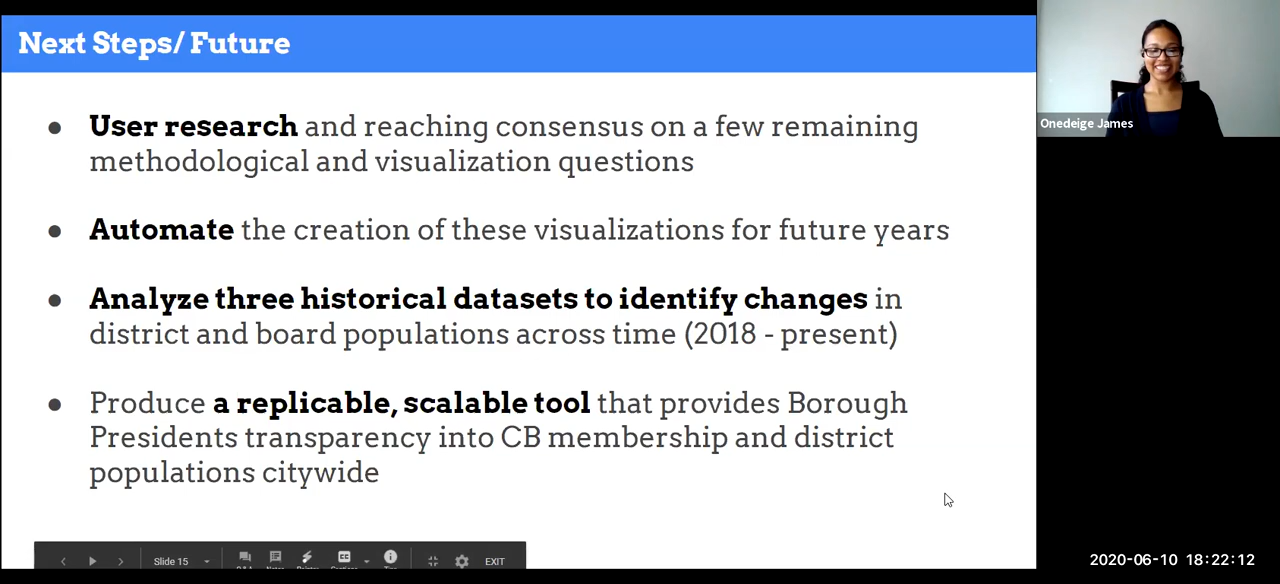 Next Steps/ Future
● User research and reaching consensus on a few remaining
methodological and visualization questions
● Automate the creation of these visualizations for future years
● Analyze three historical datasets to identify changes in
district and board populations across time (2018 - present)
● Produce a replicable, scalable tool that provides Borough
Presidents transparency into CB membership and district
populations citywide
Onedeige James
Slide 15
EXIT
2020-06-10 18:22:12